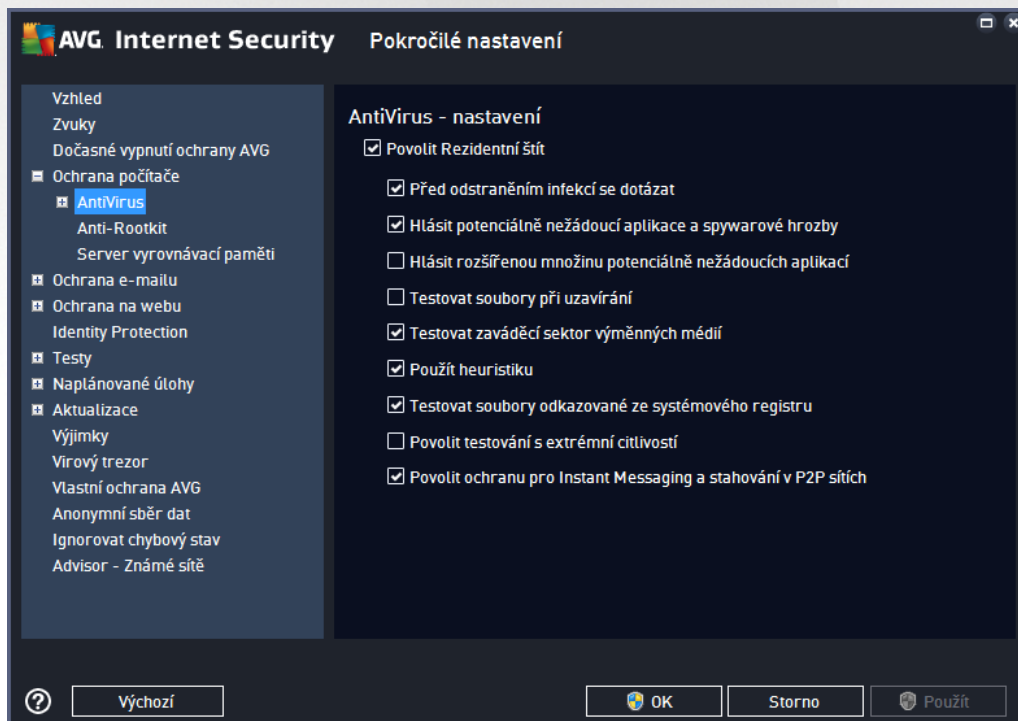 AVG. Internet Security Pokročilé nastavení
Vzhled
Zvuky
Dočasné vypnutí ochrany AVG
Ochrana počítače
AntiVirus
Anti-Rootkit
Server vyrovnávací paměti
Ochrana e-mailu
Ochrana na webu
Identity Protection
Testy
Naplánované úlohy
Aktualizace
Výjimky
Virový trezor
Vlastní ochrana AVG
Anonymní sběr dat
Ignorovat chybový stav
Advisor - Známé sítě
AntiVirus - nastavení
Povolit Rezidentní štít
Před odstraněním infekcí se dotázat
Hlásit potenciálně nežádoucí aplikace a spywarové hrozby
Hlásit rozšířenou množinu potenciálně nežádoucích aplikací
Testovat soubory při uzavírání
Testovat zaváděcí sektor výměnných médií
Použít heuristiku
Testovat soubory odkazované ze systémového registru
Povolit testování s extrémní citlivostí
Povolit ochranu pro Instant Messaging a stahování v P2P sítích
? Výchozí OK Storno Použít